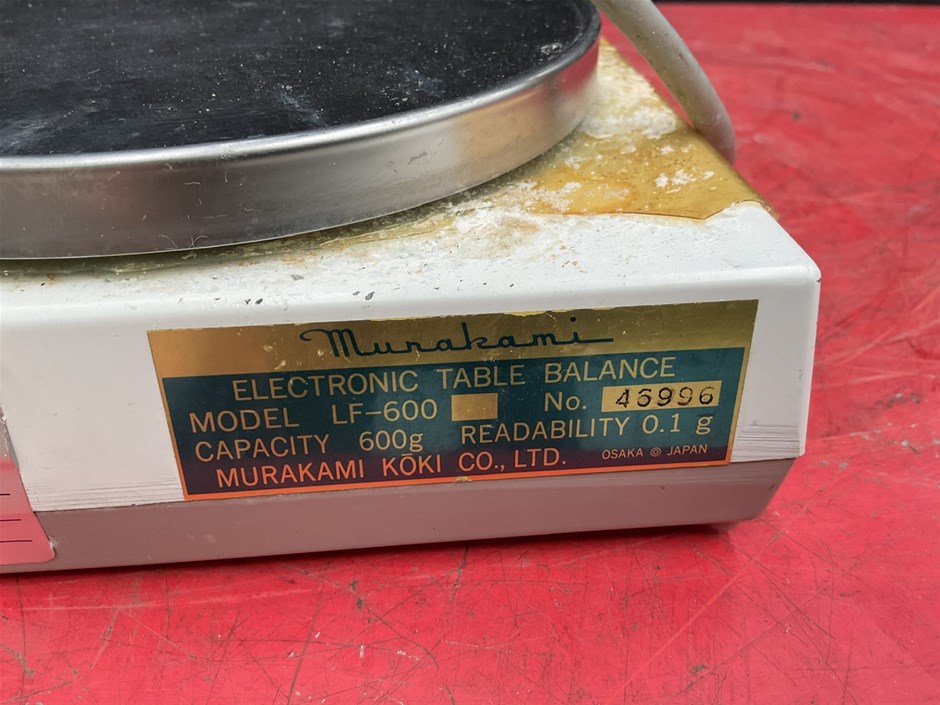 Murakami
ELECTRONIC TABLE BALANCE
MODEL LF-600 No. 46996
CAPACITY 600g READABILITY 0.1 g
MURAKAMI KŌKI CO., LTD. OSAKA © JAPAN